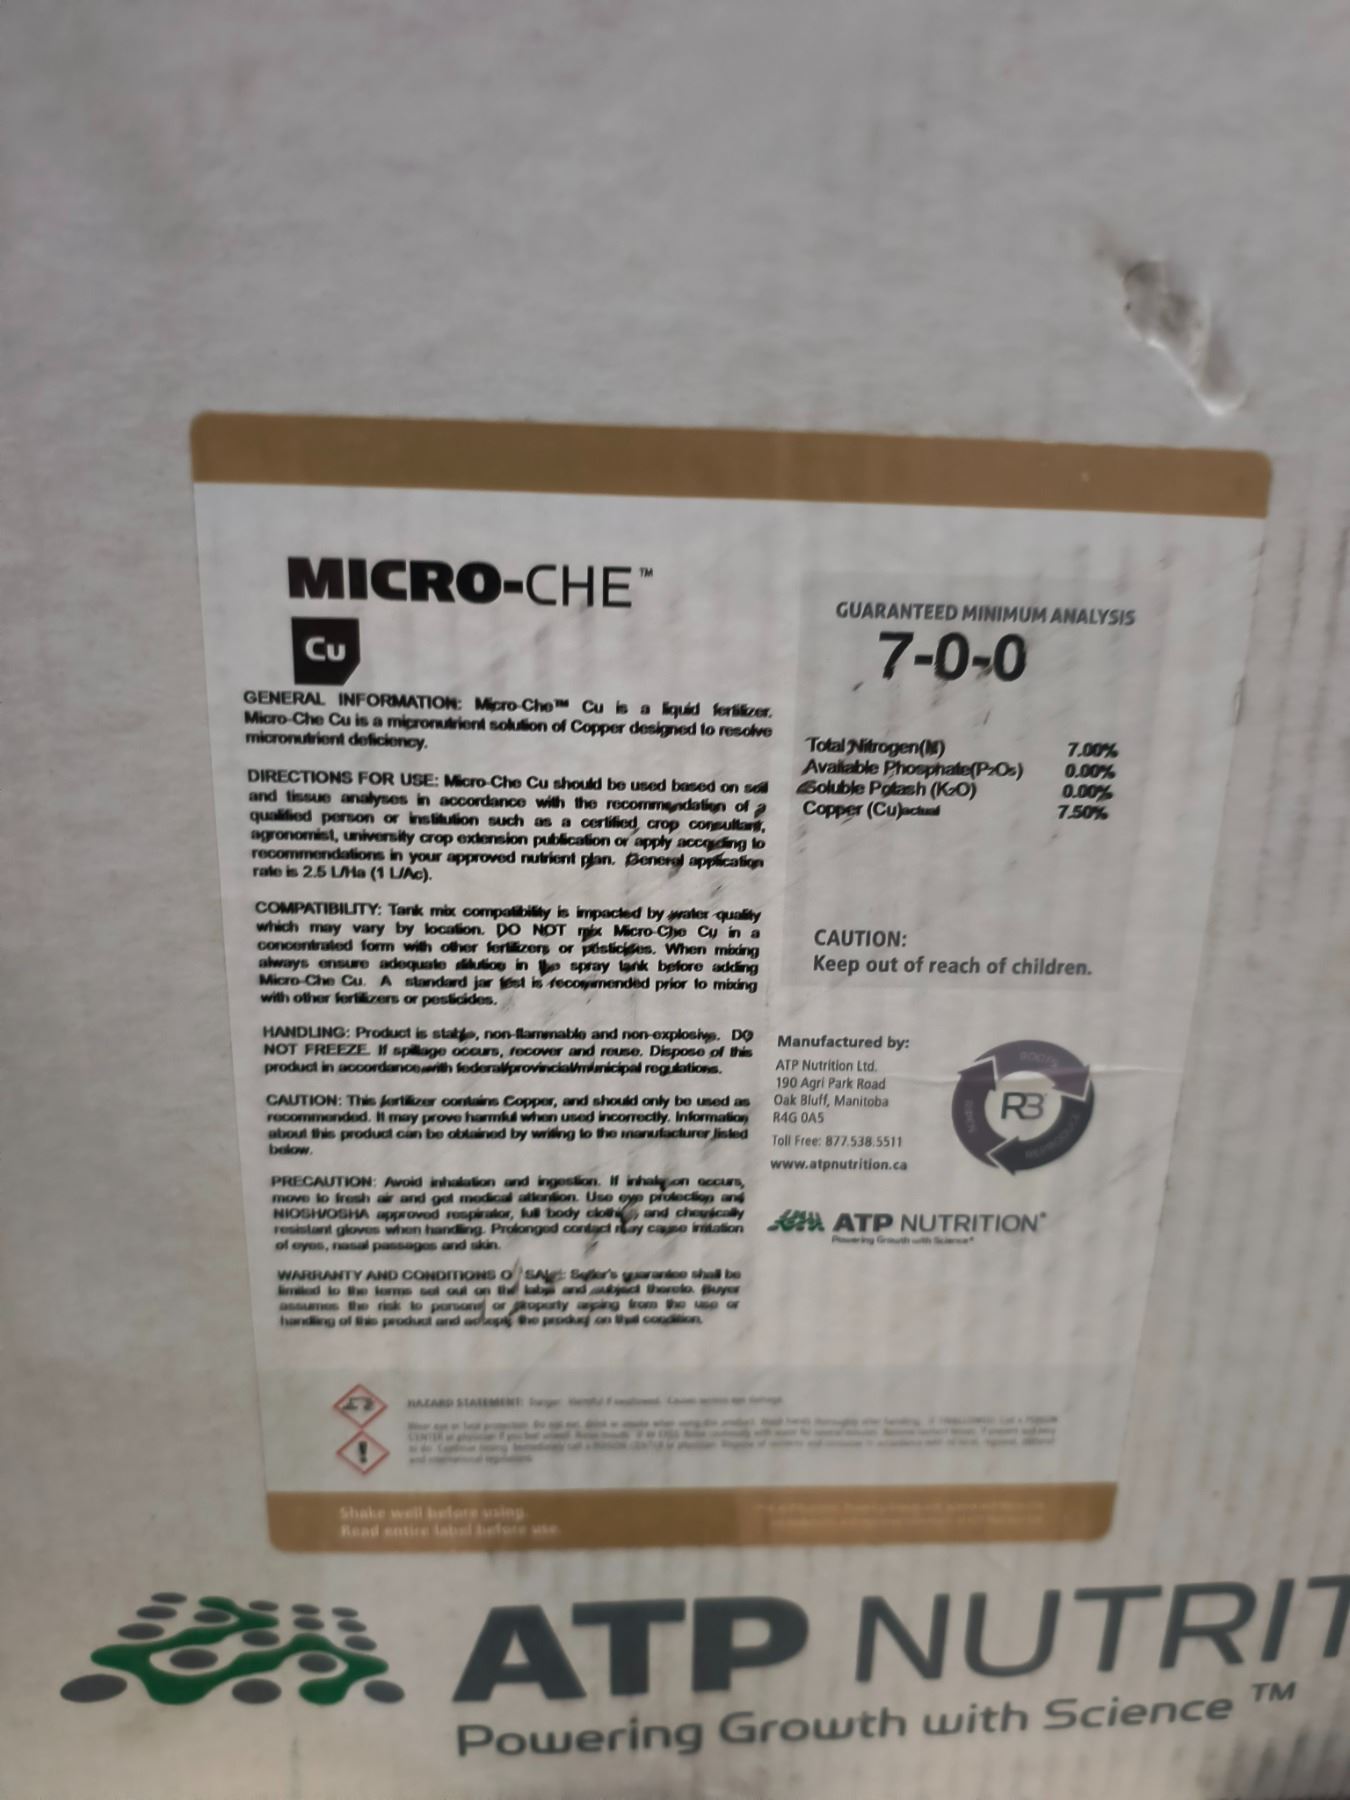 MICRO-CHE™
Cu
GENERAL INFORMATION: Micro-Che™ Cu is a liquid fertilizer.
Micro-Che Cu is a micronutrient solution of Copper designed to resolve
micronutrient deficiency.
DIRECTIONS FOR USE: Micro-Che Cu should be used based on soil
and tissue analyses in accordance with the recommendation of a
qualified person or institution such as a certified crop consultant,
agronomist, university crop extension publication or apply according to
recommendations in your approved nutrient plan. General application
rate is 2.5 L/Ha (1 L/Ac).
COMPATIBILITY: Tank mix compatibility is impacted by water quality
which may vary by location. DO NOT mix Micro-Che Cu in a
concentrated form with other fertilizers or pesticides. When mixing
always ensure adequate dilution in the spray tank before adding
Micro-Che Cu. A standard jar test is recommended prior to mixing
with other fertilizers or pesticides.
HANDLING: Product is stable, non-flammable and non-explosive. DO
NOT FREEZE. If spillage occurs, recover and reuse. Dispose of this
product in accordance with federal/provincial/municipal regulations.
CAUTION: This fertilizer contains Copper, and should only be used as
recommended. It may prove harmful when used incorrectly. Information
about this product can be obtained by writing to the manufacturer listed
below.
PRECAUTION: Avoid inhalation and ingestion. If inhalation occurs,
move to fresh air and get medical attention. Use eye protection and
NIOSH/OSHA approved respirator, full body clothing and chemically
resistant gloves when handling. Prolonged contact may cause irritation
of eyes, nasal passages and skin.
WARRANTY AND CONDITIONS OF SALE: Seller's guarantee shall be
limited to the terms set out on the label and subject thereto. Buyer
assumes the risk to persons or property arising from the use or
handling of this product and accepts the product on that condition.
GUARANTEED MINIMUM ANALYSIS
7-0-0
Total Nitrogen(N) 7.00%
Available Phosphate(P₂O₅) 0.00%
Soluble Potash (K₂O) 0.00%
Copper (Cu)actual 7.50%
CAUTION:
Keep out of reach of children.
Manufactured by:
ATP Nutrition Ltd.
190 Agri Park Road
Oak Bluff, Manitoba
R4G 0A5
Toll Free: 877.538.5511
www.atpnutrition.ca
ROOTS
REPRODUCE
RIPEN
R3
ATP NUTRITION®
Powering Growth with Science®
HAZARD STATEMENT: Danger: Harmful if swallowed. Causes serious eye damage.
Shake well before using.
Read entire label before use.
ATP NUTRIT
Powering Growth with Science™